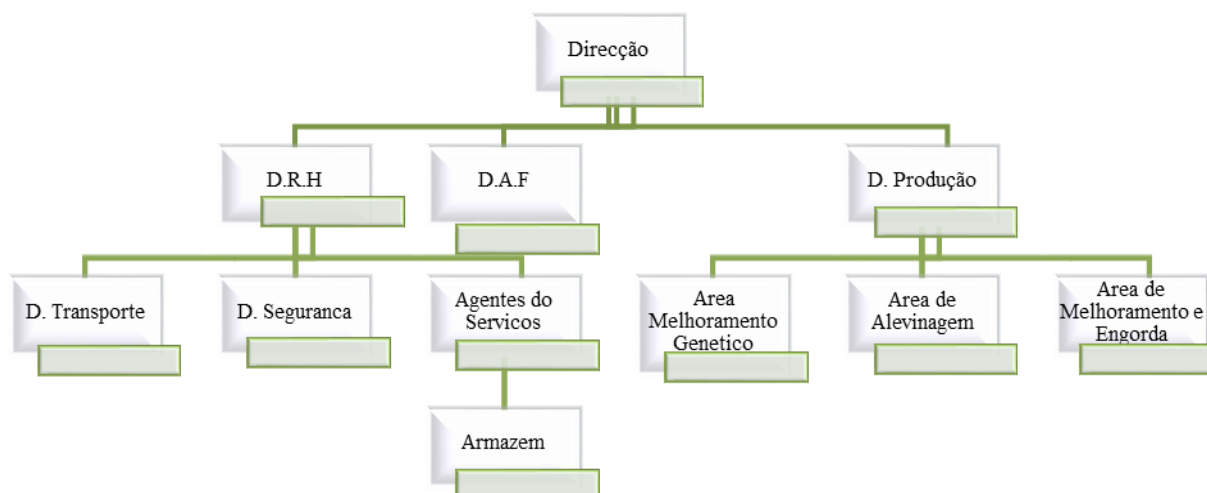 Direcção
D.R.H
D.A.F
D. Produção
D. Transporte
D. Seguranca
Agentes do
Servicos
Area
Melhoramento
Genetico
Area de
Alevinagem
Area de
Melhoramento e
Engorda
Armazem